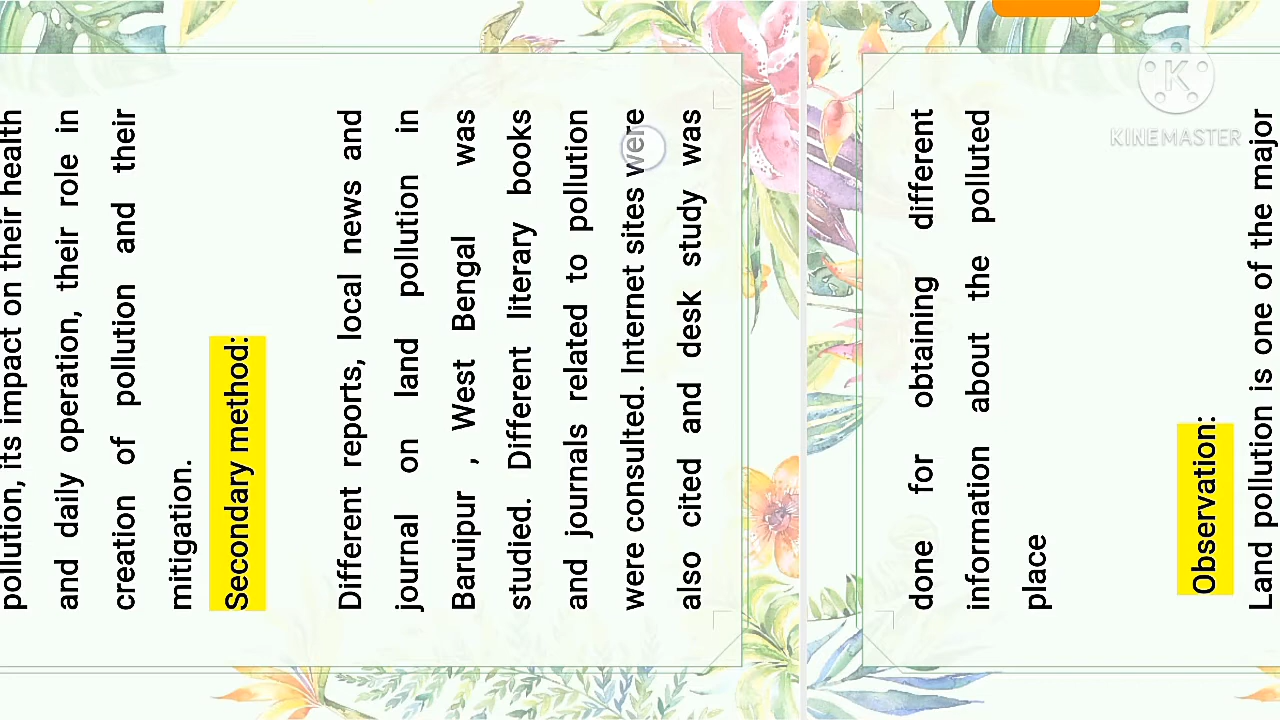 pollution, its impact on their health
and daily operation, their role in
creation of pollution and their
mitigation.
Secondary method:
Different reports, local news and
journal on land pollution in
Baruipur , West Bengal was
studied. Different literary books
and journals related to pollution
were consulted. Internet sites were
also cited and desk study was
done for obtaining different
information about the polluted
place
Observation:
Land pollution is one of the major
KINEMASTER